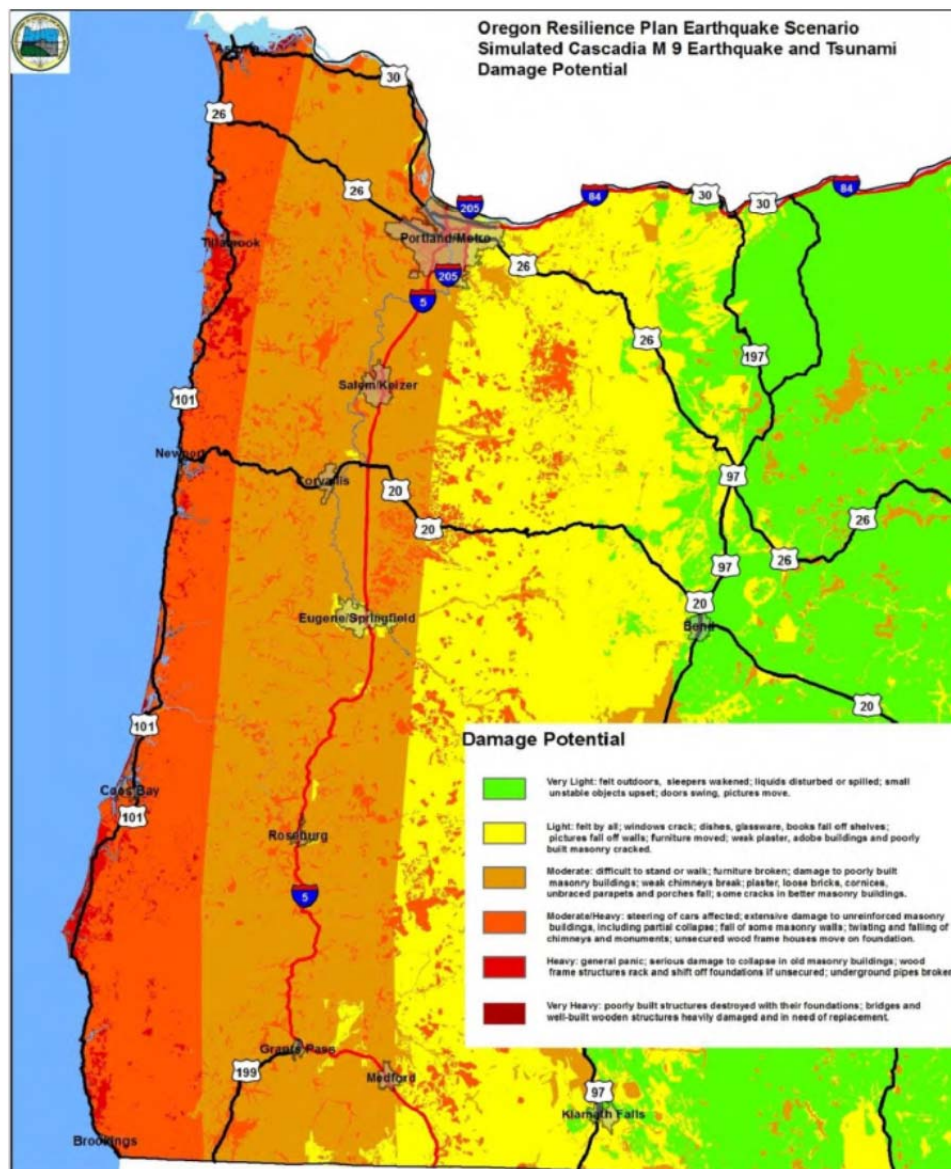 Oregon Resilience Plan Earthquake Scenario
Simulated Cascadia M 9 Earthquake and Tsunami
Damage Potential
30
26
26
205
84
30
30
84
Portland/Metro
Tillamook
26
205
5
26
197
Salem/Keizer
101
Newport
Corvallis
20
20
97
26
26
97
20
Eugene/Springfield
Bend
20
101
Coos Bay
101
Roseburg
5
Grants Pass
199
Medford
97
Klamath Falls
Brookings
Damage Potential
Very Light: felt outdoors, sleepers wakened; liquids disturbed or spilled; small
unstable objects upset; doors swing, pictures move.
Light: felt by all; windows crack; dishes, glassware, books fall off shelves;
pictures fall off walls; furniture moved; weak plaster, adobe buildings and poorly
built masonry cracked.
Moderate: difficult to stand or walk; furniture broken; damage to poorly built
masonry buildings; weak chimneys break; plaster, loose bricks, cornices,
unbraced parapets and porches fall; some cracks in better masonry buildings.
Moderate/Heavy: steering of cars affected; extensive damage to unreinforced masonry
buildings, including partial collapse; fall of some masonry walls; twisting and falling of
chimneys and monuments; unsecured wood frame houses move on foundation.
Heavy: general panic; serious damage to collapse in old masonry buildings; wood
frame structures rack and shift off foundations if unsecured; underground pipes broken
Very Heavy: poorly built structures destroyed with their foundations; bridges and
well-built wooden structures heavily damaged and in need of replacement.